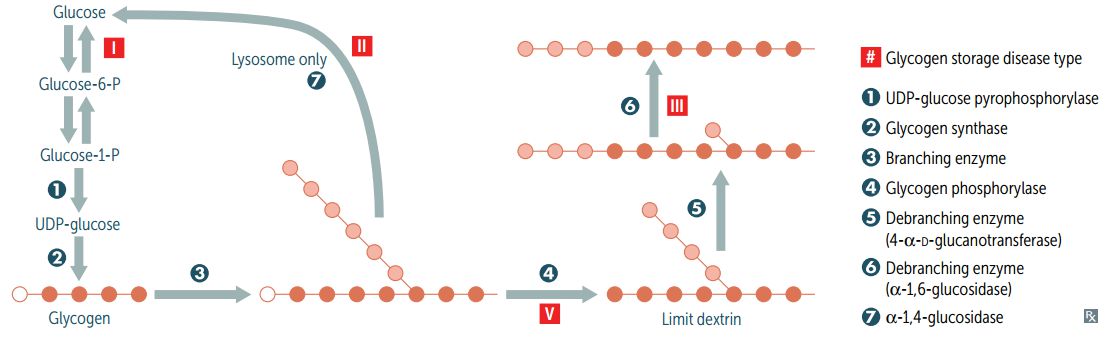 Glucose
I
Glucose-6-P
Glucose-1-P
1
UDP-glucose
2
Glycogen
3
Lysosome only
7
II
4
V
Limit dextrin
5
6
III
# Glycogen storage disease type
1 UDP-glucose pyrophosphorylase
2 Glycogen synthase
3 Branching enzyme
4 Glycogen phosphorylase
5 Debranching enzyme
(4-α-D-glucanotransferase)
6 Debranching enzyme
(α-1,6-glucosidase)
7 α-1,4-glucosidase
Rx